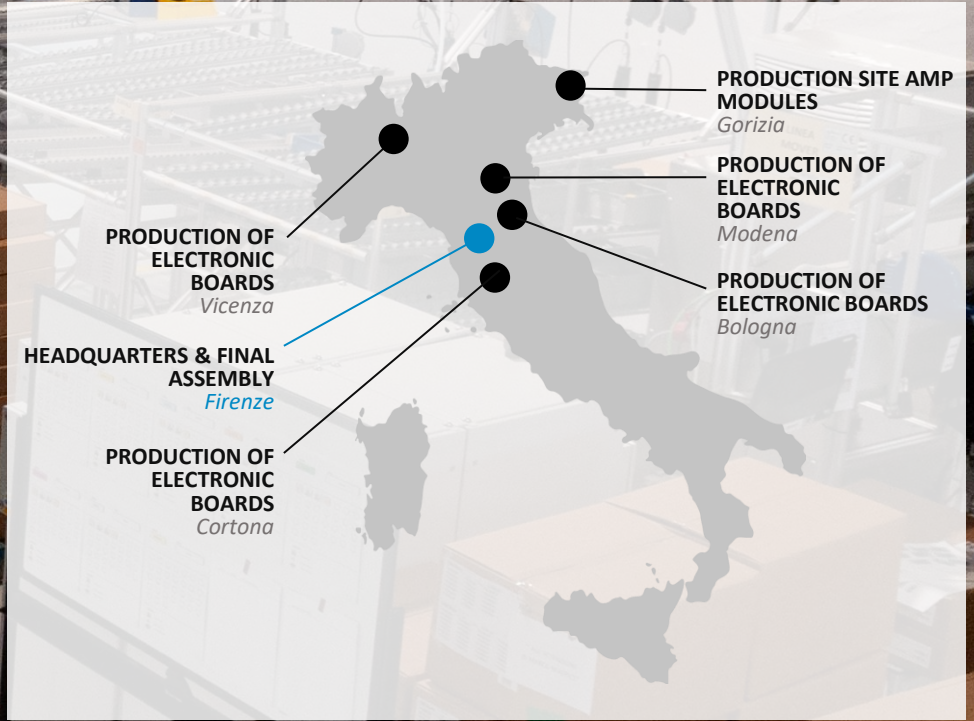 PRODUCTION SITE AMP
MODULES
Gorizia
PRODUCTION OF
ELECTRONIC
BOARDS
Modena
PRODUCTION OF
ELECTRONIC BOARDS
Bologna
PRODUCTION OF
ELECTRONIC
BOARDS
Vicenza
HEADQUARTERS & FINAL
ASSEMBLY
Firenze
PRODUCTION OF
ELECTRONIC
BOARDS
Cortona